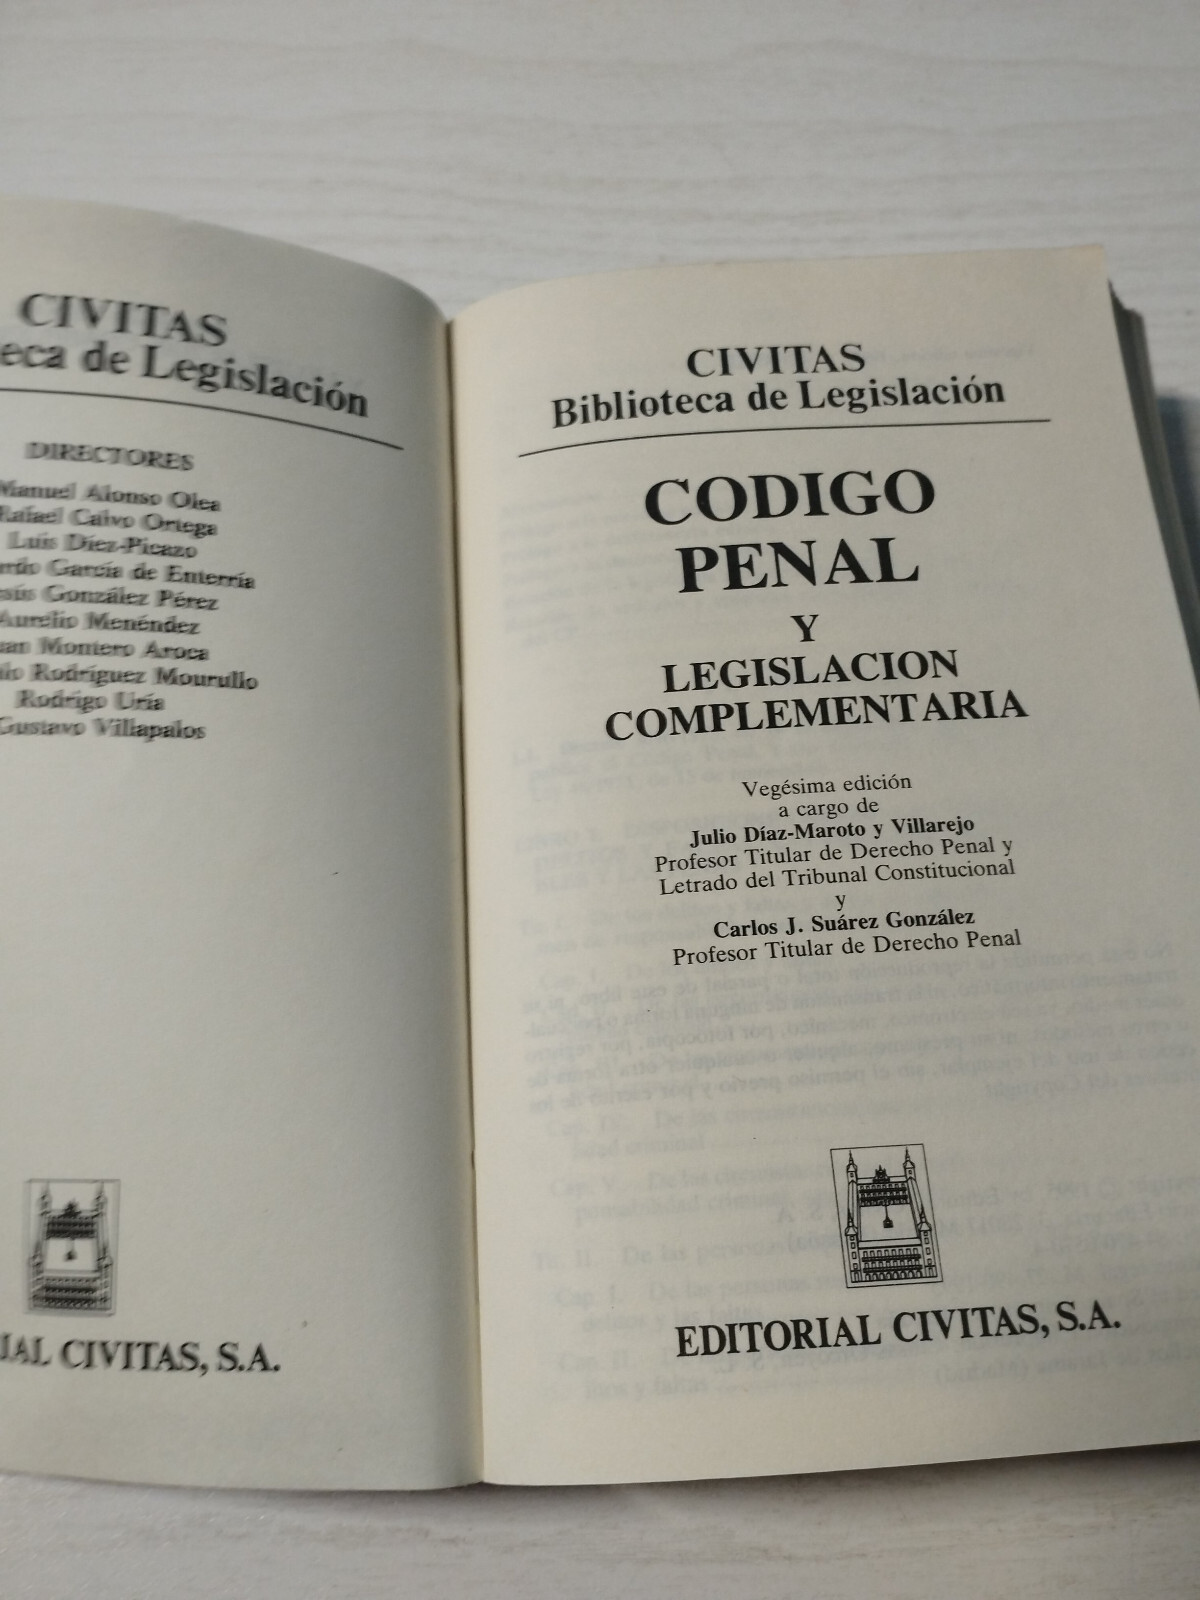 CIVITAS
eca de Legislación
DIRECTORES
Manuel Alonso Olea
Rafael Calvo Ortega
Luis Díez-Picazo
García de Enterría
González Pérez
Aurelio Menéndez
Montero Aroca
Rodríguez Mourullo
Rodrigo Uría
Gustavo Villapalos
IAL CIVITAS, S.A.
CIVITAS
Biblioteca de Legislación
CODIGO
PENAL
Y
LEGISLACION
COMPLEMENTARIA
Vegésima edición
a cargo de
Julio Díaz-Maroto y Villarejo
Profesor Titular de Derecho Penal y
Letrado del Tribunal Constitucional
y
Carlos J. Suárez González
Profesor Titular de Derecho Penal
EDITORIAL CIVITAS, S.A.